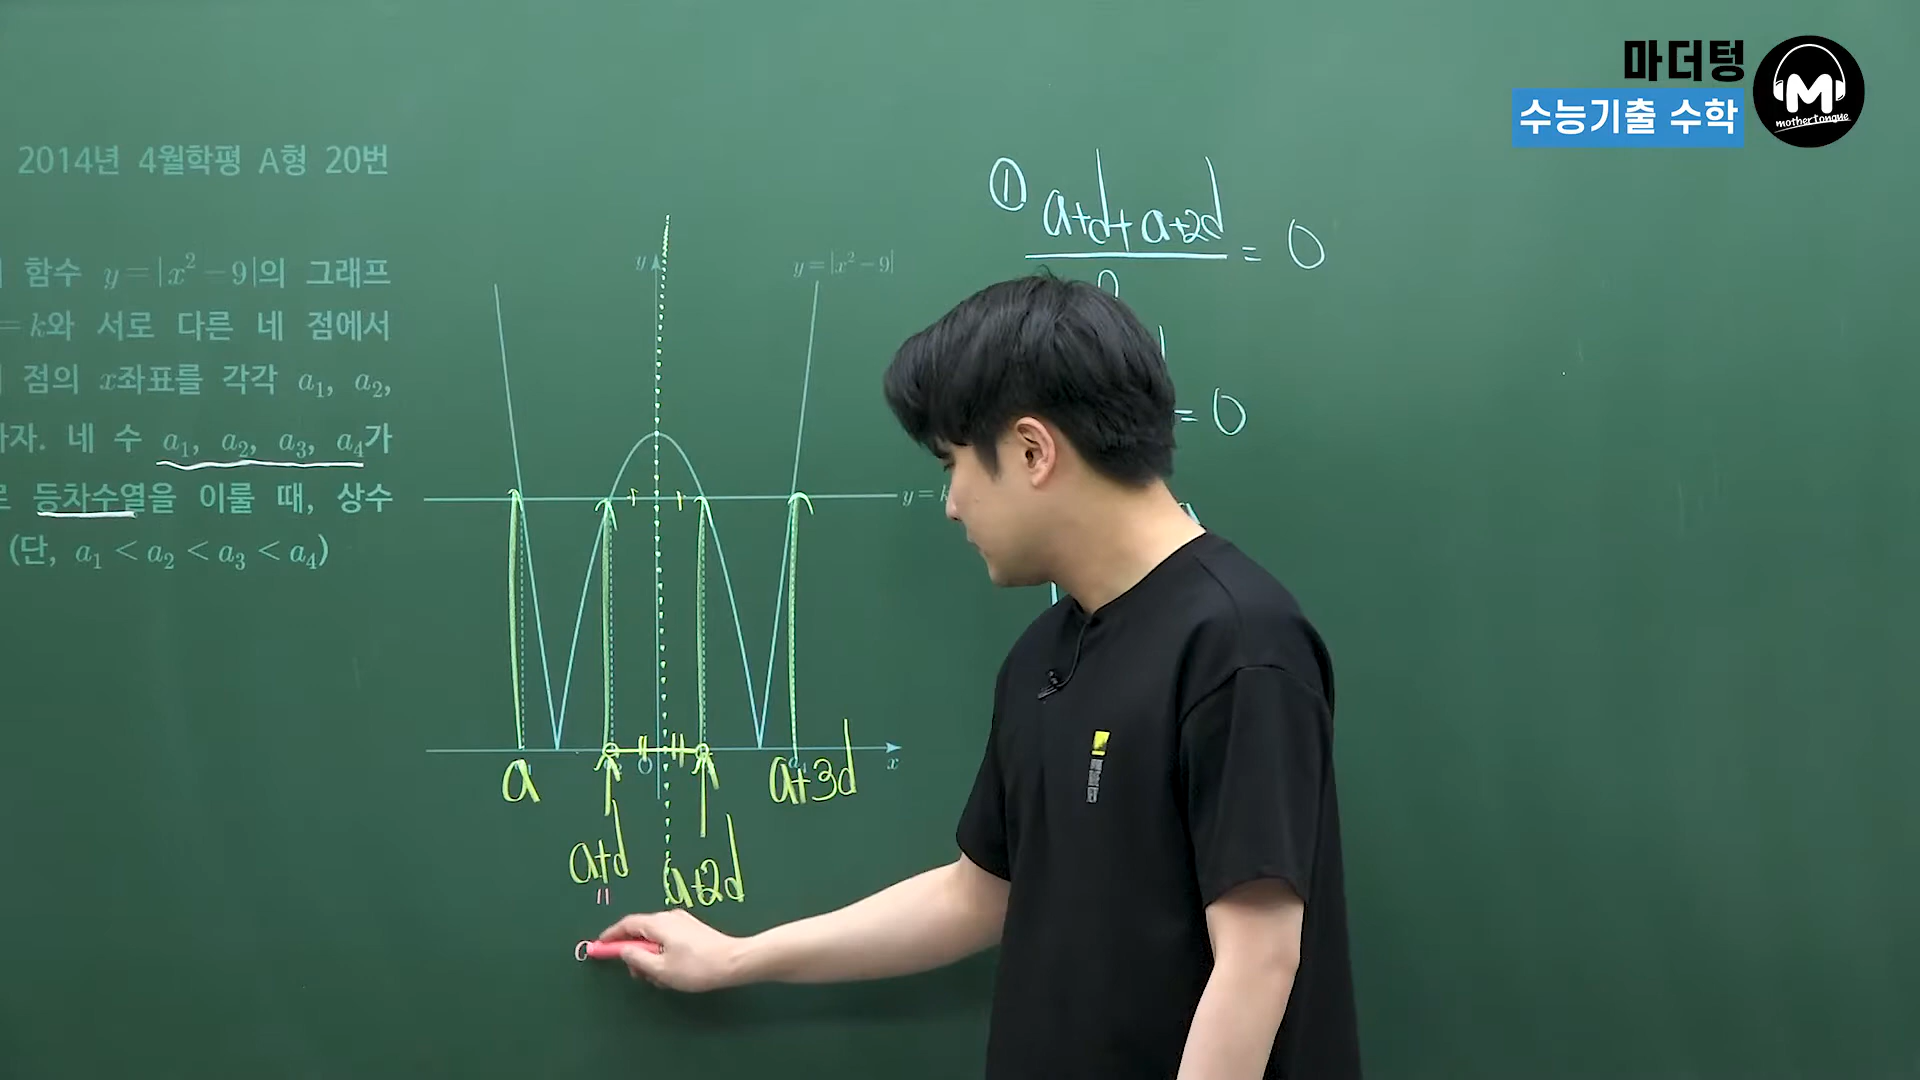 마더텅
수능기출 수학
M
mothertongue
2014년 4월학평 A형 20번
함수 y=|x²-9|의 그래프
=k와 서로 다른 네 점에서
점의 x좌표를 각각 a₁, a₂,
자. 네 수 a₁, a₂, a₃, a₄가
등차수열을 이룰 때, 상수
(단, a₁<a₂<a₃<a₄)
y
y=|x²-9|
y=k
O
x
a
a+d
a+2d
a+3d
① a+d+a+2d
= 0
= 0